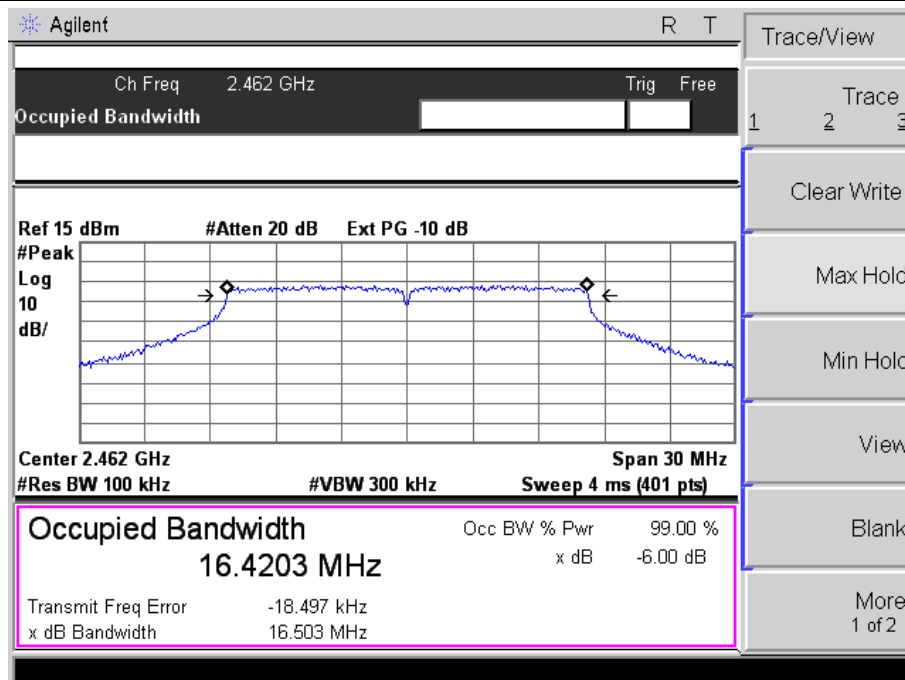 Agilent R T
Trace/View
Ch Freq 2.462 GHz Trig Free
Occupied Bandwidth
Trace
1 2 3
Clear Write
Max Hold
Min Hold
View
Blank
More
1 of 2
Ref 15 dBm #Atten 20 dB Ext PG -10 dB
#Peak
Log
10
dB/
Center 2.462 GHz Span 30 MHz
#Res BW 100 kHz #VBW 300 kHz Sweep 4 ms (401 pts)
Occupied Bandwidth Occ BW % Pwr 99.00 %
16.4203 MHz x dB -6.00 dB
Transmit Freq Error -18.497 kHz
x dB Bandwidth 16.503 MHz